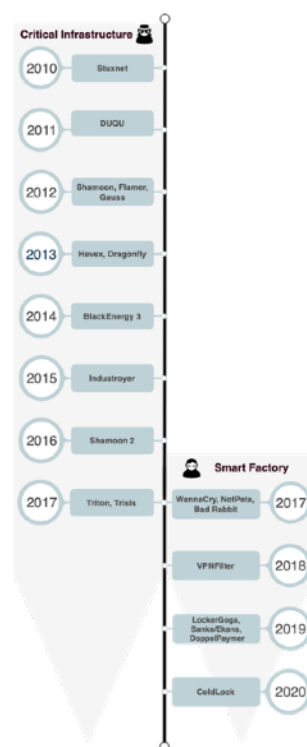 Critical Infrastructure
2010
Stuxnet
2011
DUQU
2012
Shamoon, Flamer,
Gauss
2013
Havex, Dragonfly
2014
BlackEnergy 3
2015
Industroyer
2016
Shamoon 2
2017
Triton, Trisis
Smart Factory
WannaCry, NotPeta,
Bad Rabbit
2017
VPNFilter
2018
LockerGoga,
Sanke/Ekans,
DoppelPaymer
2019
ColdLock
2020